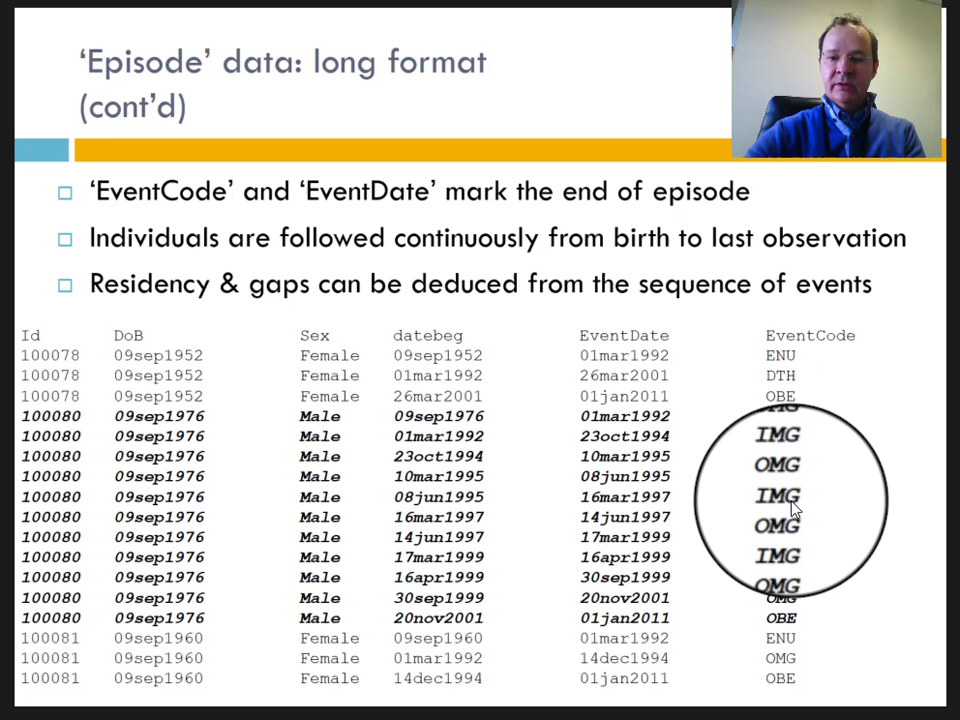 ‘Episode’ data: long format
(cont’d)
‘EventCode’ and ‘EventDate’ mark the end of episode
Individuals are followed continuously from birth to last observation
Residency & gaps can be deduced from the sequence of events
Id DoB Sex datebeg EventDate EventCode
100078 09sep1952 Female 09sep1952 01mar1992 ENU
100078 09sep1952 Female 01mar1992 26mar2001 DTH
100078 09sep1952 Female 26mar2001 01jan2011 OBE
100080 09sep1976 Male 09sep1976 01mar1992
100080 09sep1976 Male 01mar1992 23oct1994 IMG
100080 09sep1976 Male 23oct1994 10mar1995 OMG
100080 09sep1976 Male 10mar1995 08jun1995
100080 09sep1976 Male 08jun1995 16mar1997 IMG
100080 09sep1976 Male 16mar1997 14jun1997 OMG
100080 09sep1976 Male 14jun1997 17mar1999
100080 09sep1976 Male 17mar1999 16apr1999 IMG
100080 09sep1976 Male 16apr1999 30sep1999 OMG
100080 09sep1976 Male 30sep1999 20nov2001 OMG
100080 09sep1976 Male 20nov2001 01jan2011 OBE
100081 09sep1960 Female 09sep1960 01mar1992 ENU
100081 09sep1960 Female 01mar1992 14dec1994 OMG
100081 09sep1960 Female 14dec1994 01jan2011 OBE